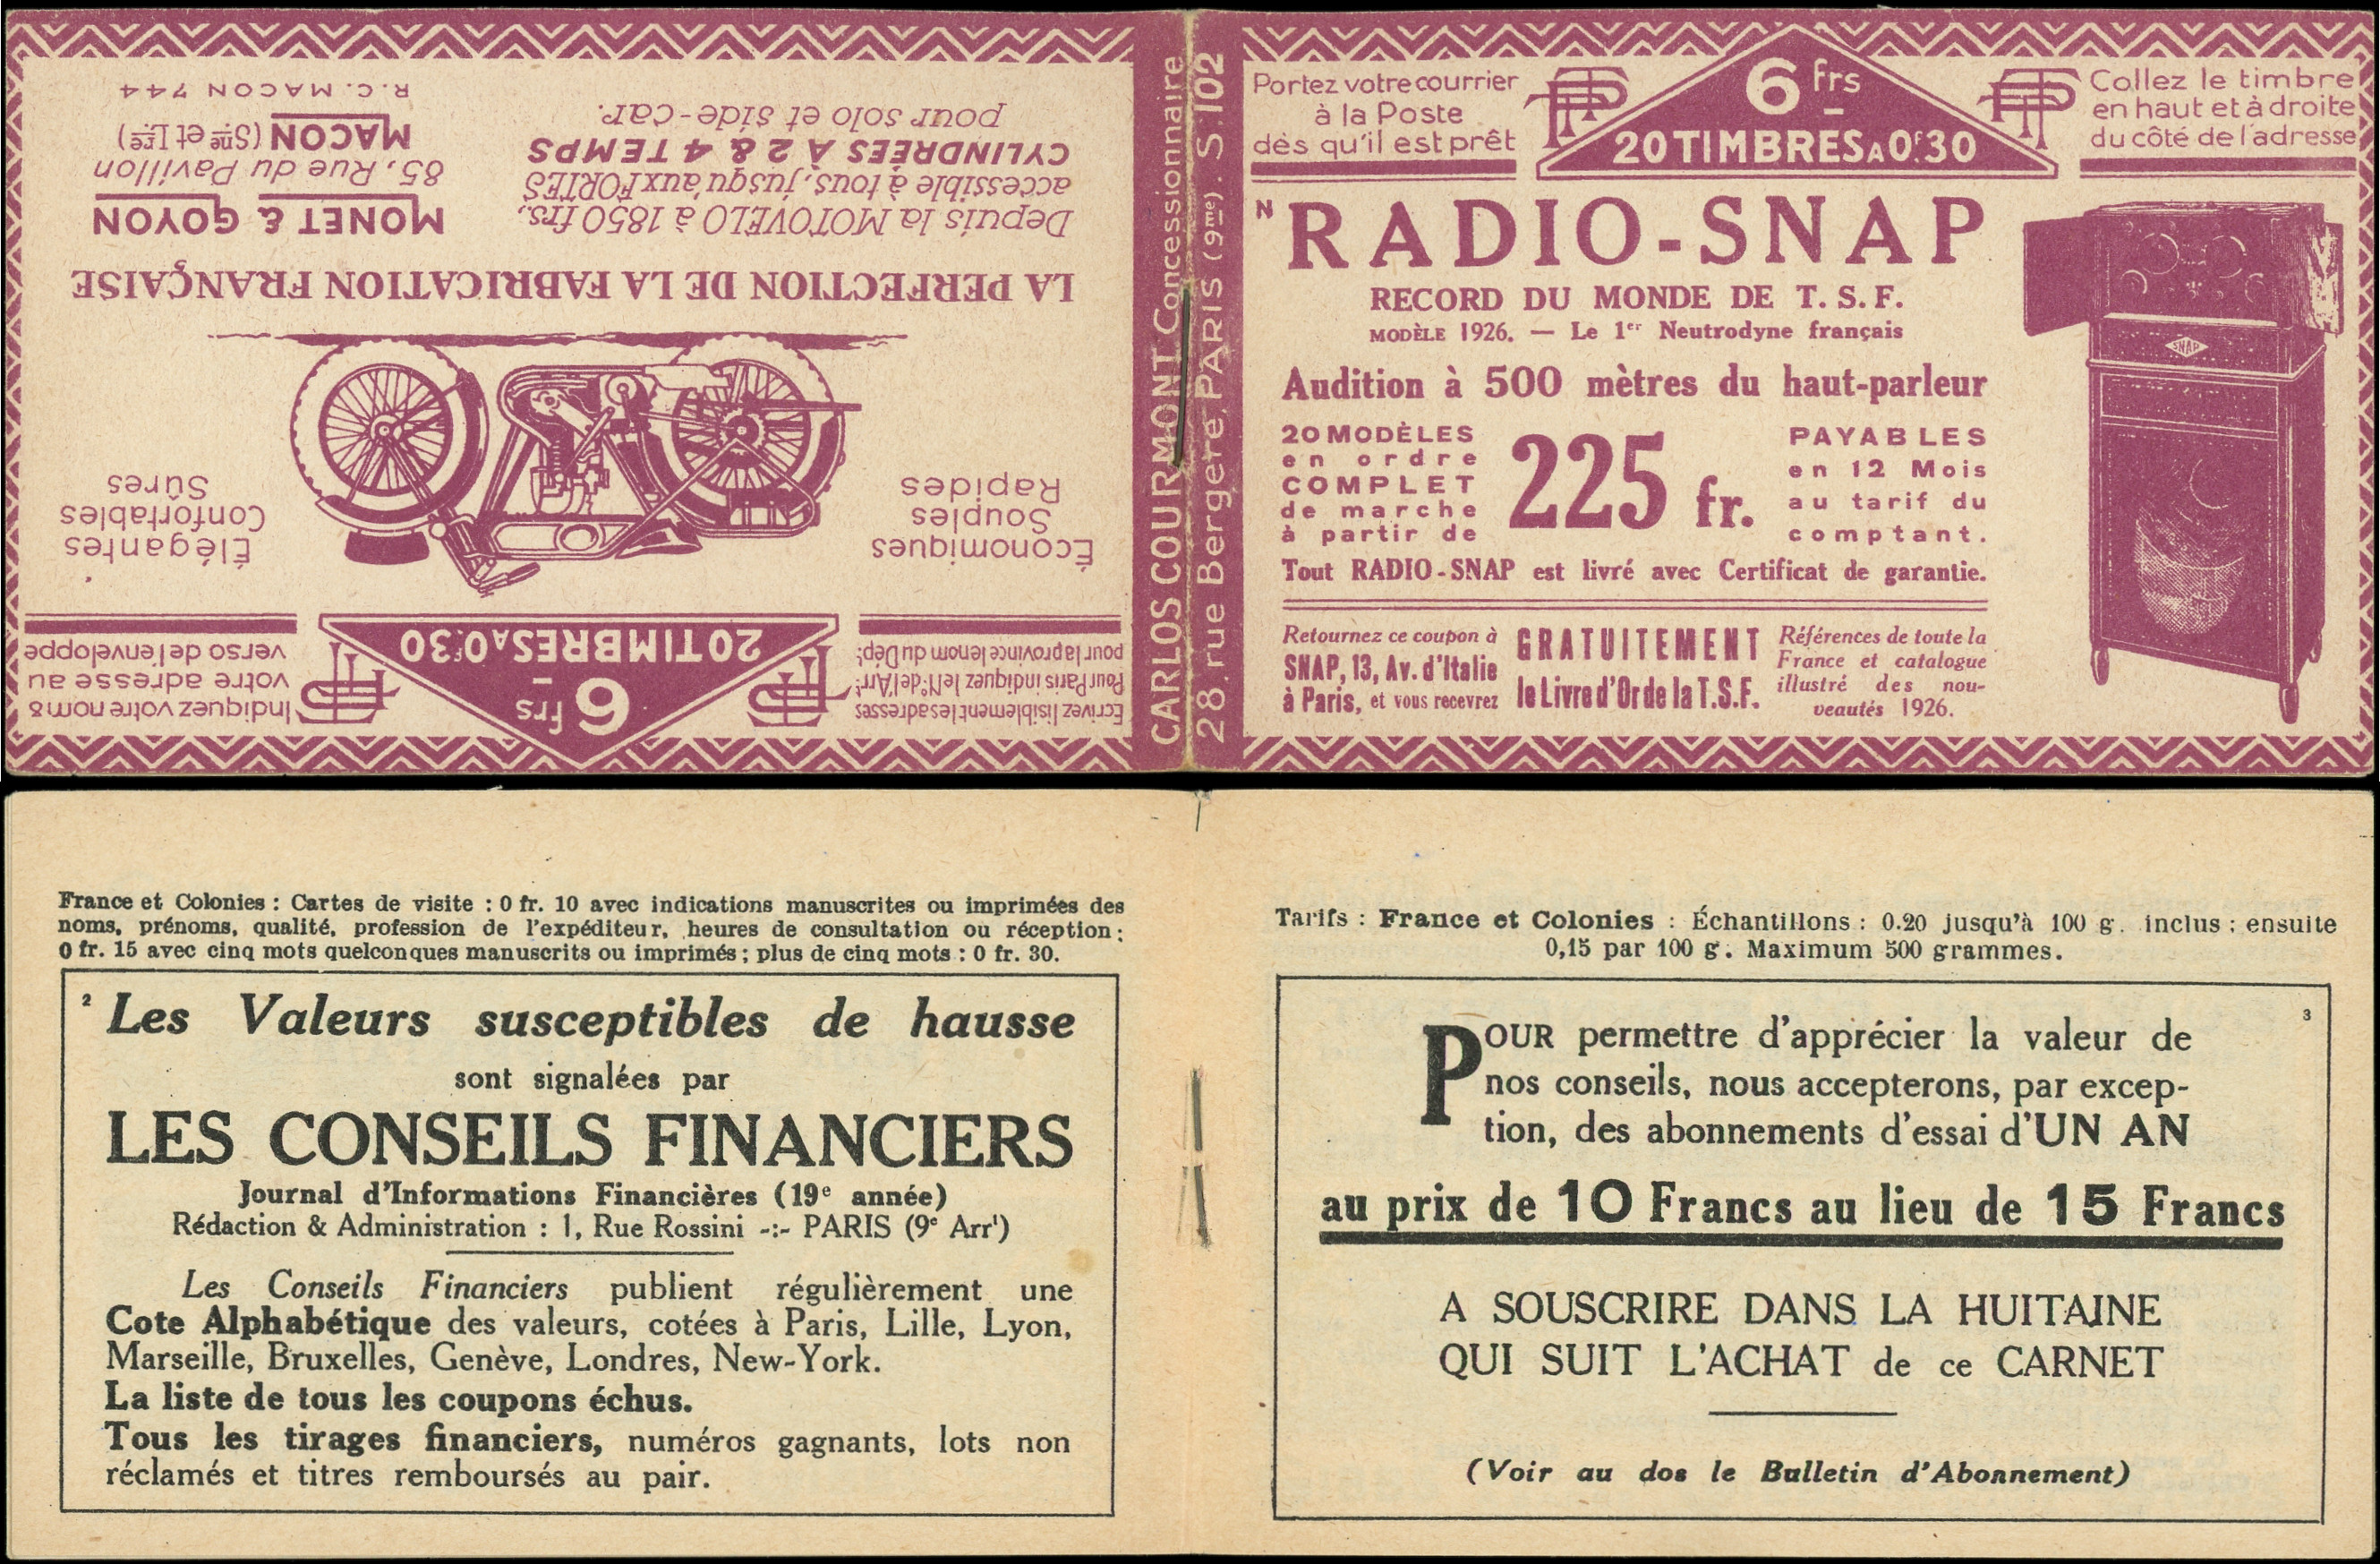 Portez votre courrier
à la Poste
dès qu'il est prêt
6 frs
20 TIMBRES A 0F.30
Collez le timbre
en haut et à droite
du côté de l'adresse
N
RADIO-SNAP
RECORD DU MONDE DE T. S. F.
MODÈLE 1926. — Le 1er Neutrodyne français
Audition à 500 mètres du haut-parleur
20 MODÈLES
en ordre
COMPLET
de marche
à partir de
225 fr.
PAYABLES
en 12 Mois
au tarif du
comptant.
SNAP
Tout RADIO-SNAP est livré avec Certificat de garantie.
Retournez ce coupon à
SNAP, 13, Av. d'Italie
à Paris, et vous recevrez
GRATUITEMENT
le Livre d'Or de la T.S.F.
Références de toute la
France et catalogue
illustré des nou-
veautés 1926.
CARLOS COURMONT Concessionnaire
28, rue Bergère, PARIS (9me). S.102
Ecrivez lisiblement les adresses
Pour Paris indiquez le N° de l'Arrt
pour la province le nom du Dépt
6 frs
20 TIMBRES A 0F.30
Indiquez votre nom &
votre adresse au
verso de l'enveloppe
Économiques
Souples
Rapides
Élégantes
Confortables
Sûres
LA PERFECTION DE LA FABRICATION FRANÇAISE
Depuis la MOTOVELO à 1850 frs.,
accessible à tous, jusqu'aux FORTES
CYLINDRÉES A 2 & 4 TEMPS
pour solo et side-car.
MONET & GOYON
85, Rue du Pavillon
MACON (Sne et Lre)
R.C. MACON 744
France et Colonies : Cartes de visite : 0 fr. 10 avec indications manuscrites ou imprimées des
noms, prénoms, qualité, profession de l'expéditeur, heures de consultation ou réception ;
0 fr. 15 avec cinq mots quelconques manuscrits ou imprimés ; plus de cinq mots : 0 fr. 30.
2
Les Valeurs susceptibles de hausse
sont signalées par
LES CONSEILS FINANCIERS
Journal d'Informations Financières (19e année)
Rédaction & Administration : 1, Rue Rossini -:- PARIS (9e Arrt)
Les Conseils Financiers publient régulièrement une
Cote Alphabétique des valeurs, cotées à Paris, Lille, Lyon,
Marseille, Bruxelles, Genève, Londres, New-York.
La liste de tous les coupons échus.
Tous les tirages financiers, numéros gagnants, lots non
réclamés et titres remboursés au pair.
Tarifs : France et Colonies : Échantillons : 0.20 jusqu'à 100 g. inclus ; ensuite
0,15 par 100 g. Maximum 500 grammes.
3
POUR permettre d'apprécier la valeur de
nos conseils, nous accepterons, par excep-
tion, des abonnements d'essai d'UN AN
au prix de 10 Francs au lieu de 15 Francs
A SOUSCRIRE DANS LA HUITAINE
QUI SUIT L'ACHAT de ce CARNET
(Voir au dos le Bulletin d'Abonnement)